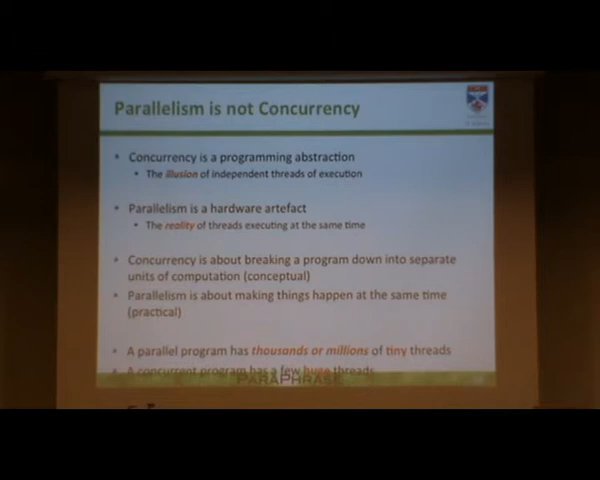 Parallelism is not Concurrency
• Concurrency is a programming abstraction
• The illusion of independent threads of execution
• Parallelism is a hardware artefact
• The reality of threads executing at the same time
• Concurrency is about breaking a program down into separate
units of computation (conceptual)
• Parallelism is about making things happen at the same time
(practical)
• A parallel program has thousands or millions of tiny threads
• A concurrent program has a few huge threads
PARAPHRASE